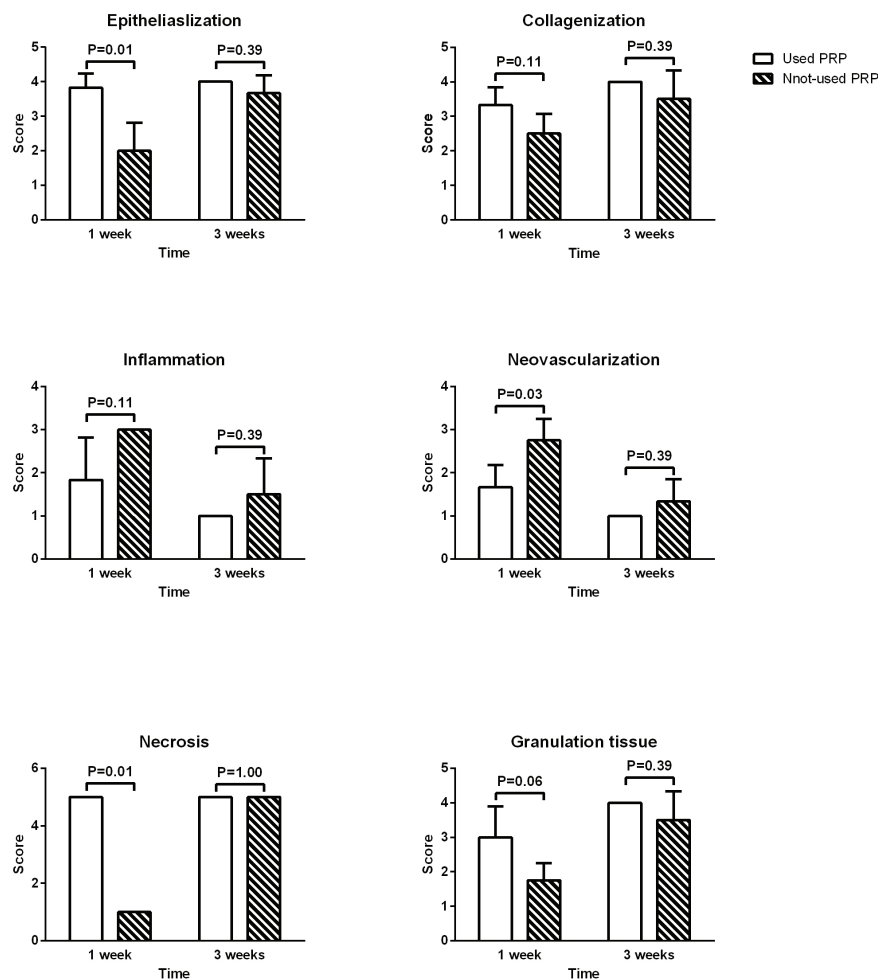 Epitheliaslization
P=0.01
P=0.39
5
4
3
2
1
0
Score
1 week
3 weeks
Time
Collagenization
P=0.11
P=0.39
5
4
3
2
1
0
Score
1 week
3 weeks
Time
Used PRP
Nnot-used PRP
Inflammation
P=0.11
P=0.39
4
3
2
1
0
Score
1 week
3 weeks
Time
Neovascularization
P=0.03
P=0.39
4
3
2
1
0
Score
1 week
3 weeks
Time
Necrosis
P=0.01
P=1.00
6
4
2
0
Score
1 week
3 weeks
Time
Granulation tissue
P=0.06
P=0.39
5
4
3
2
1
0
Score
1 week
3 weeks
Time